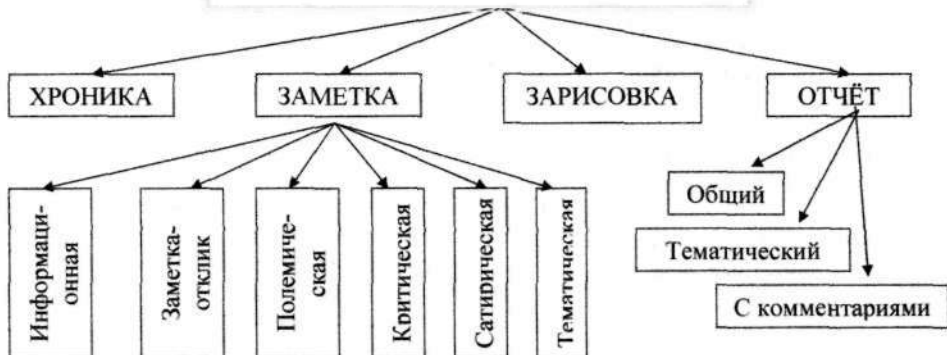 ХРОНИКА
ЗАМЕТКА
ЗАРИСОВКА
ОТЧЁТ
Информаци-
онная
Заметка-
отклик
Полемиче-
ская
Критическая
Сатирическая
Тематическая
Общий
Тематический
С комментариями